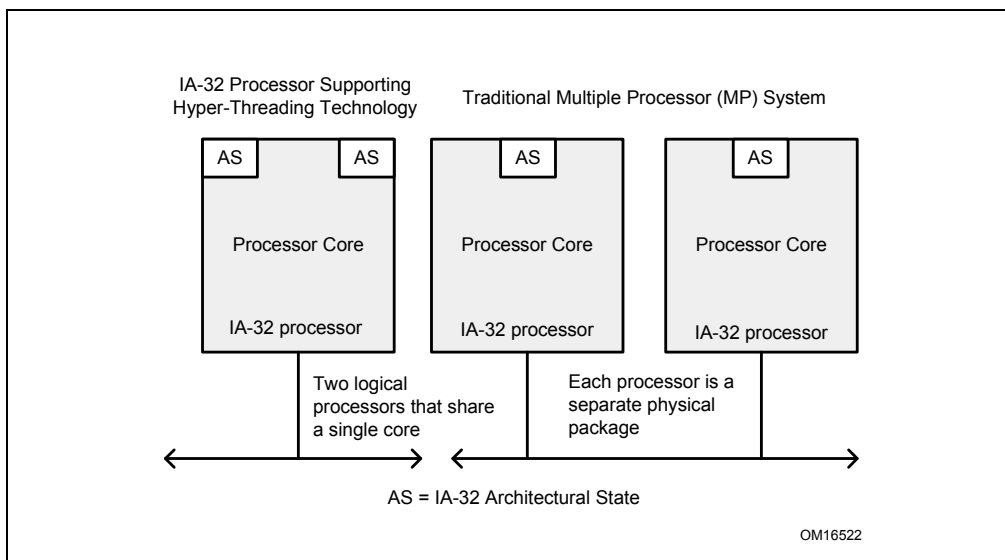 IA-32 Processor Supporting
Hyper-Threading Technology
Traditional Multiple Processor (MP) System
AS
AS
AS
AS
Processor Core
Processor Core
Processor Core
IA-32 processor
IA-32 processor
IA-32 processor
Two logical
processors that share
a single core
Each processor is a
separate physical
package
AS = IA-32 Architectural State
OM16522